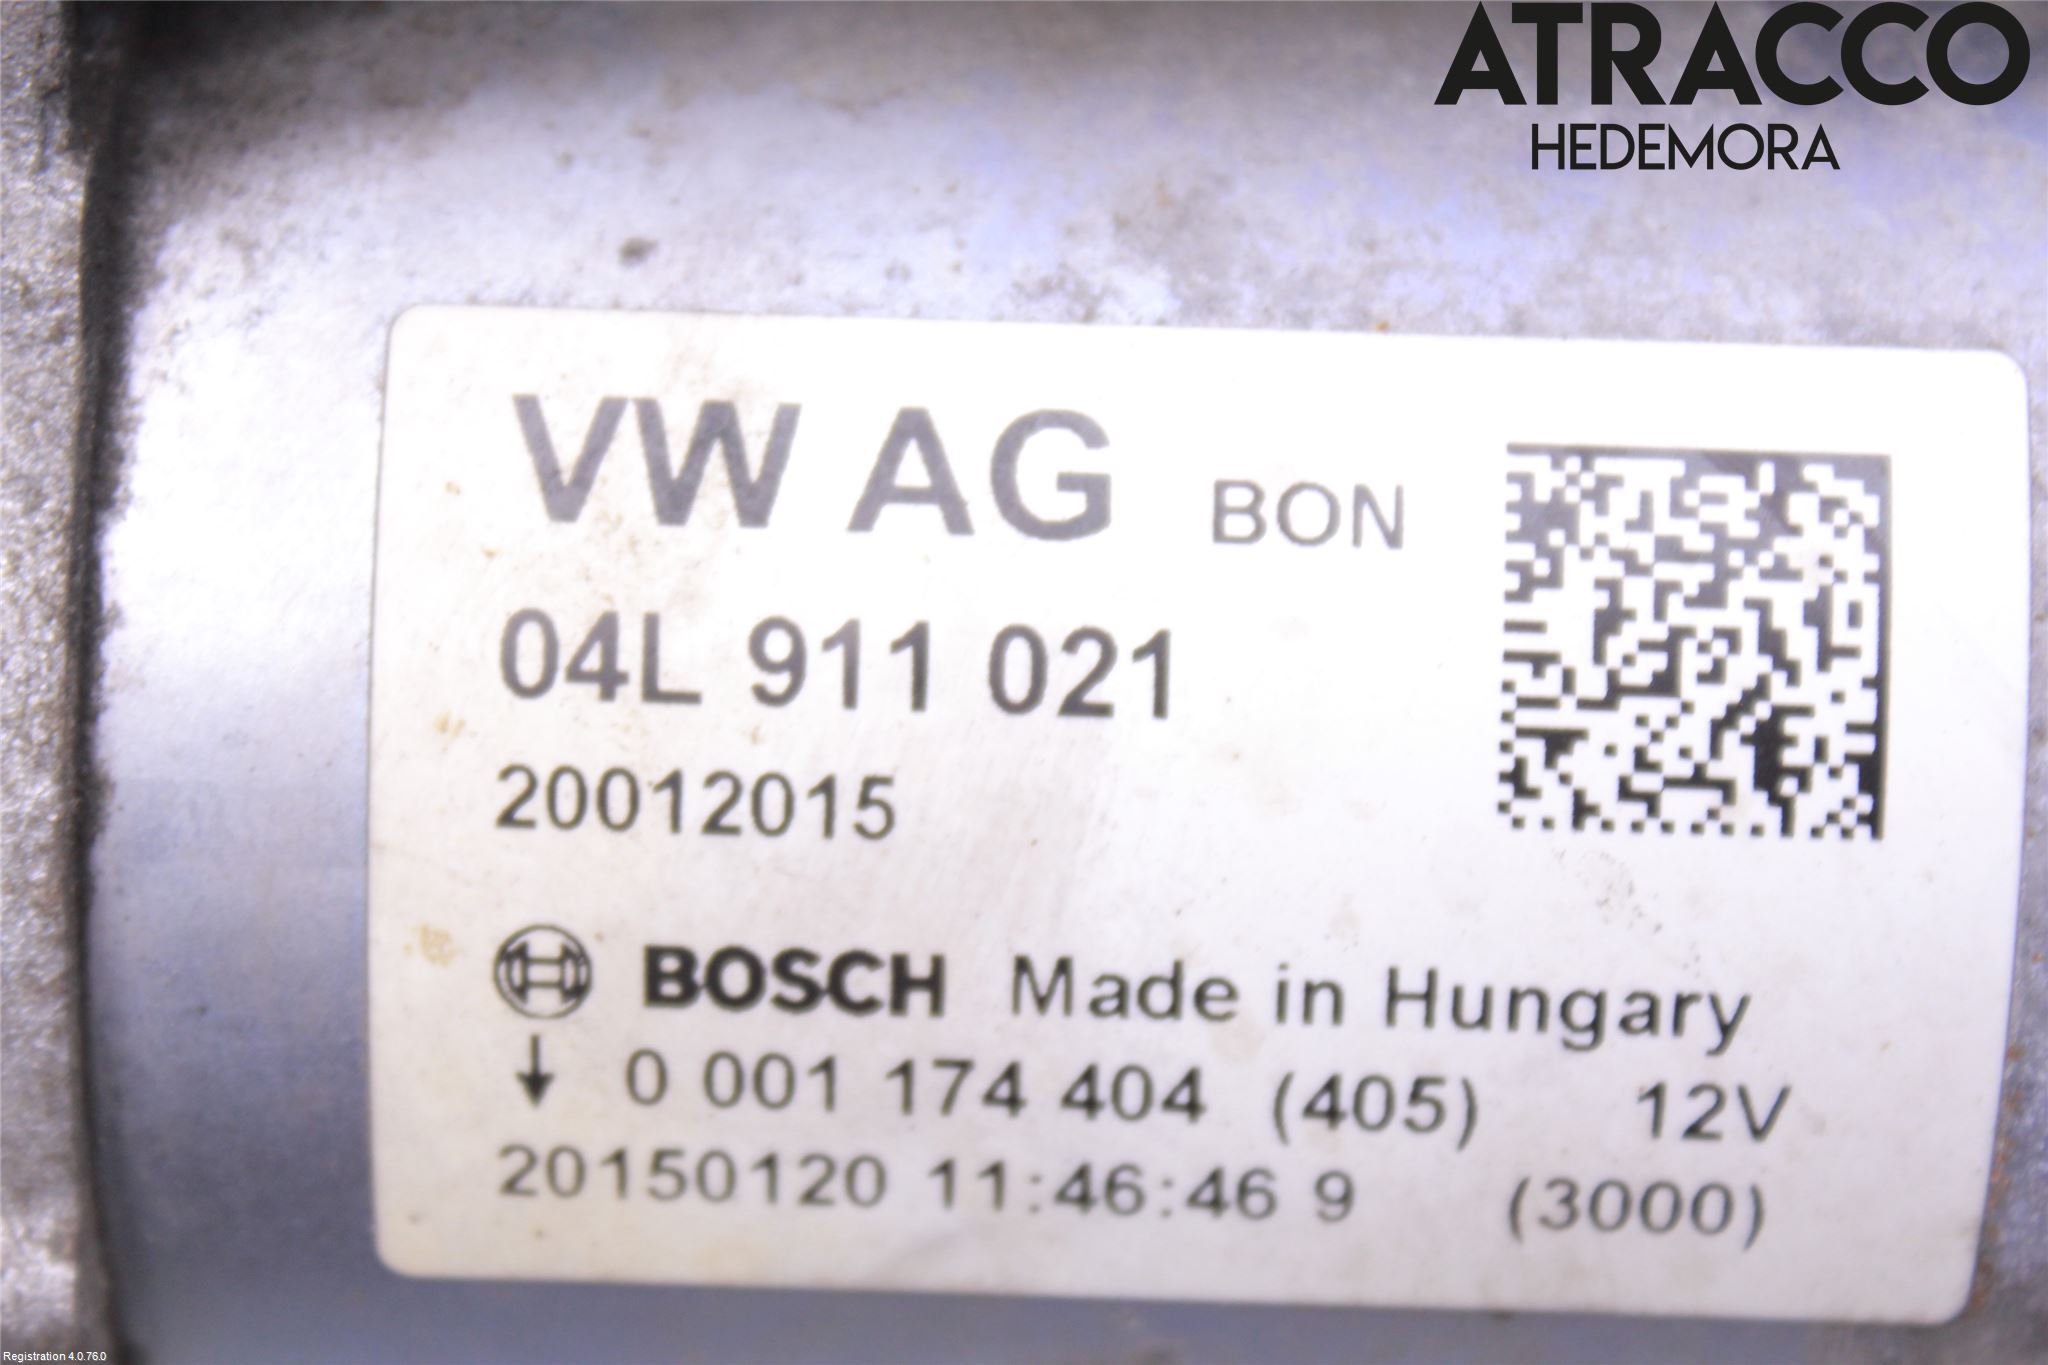 ATRACCO
HEDEMORA
VW AG BON
04L 911 021
20012015
BOSCH Made in Hungary
0 001 174 404 (405) 12V
20150120 11:46:46 9 (3000)
Registration 4.0.76.0